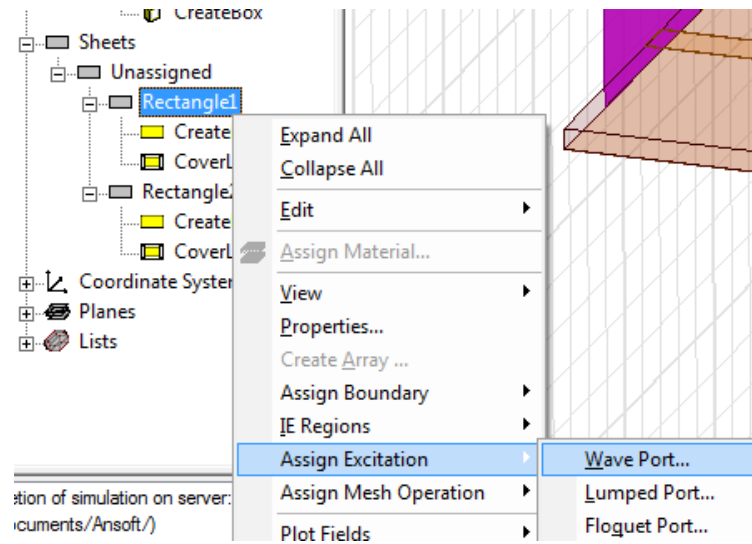 CreateBox
Sheets
Unassigned
Rectangle1
Create
CoverL
Rectangle2
Create
CoverL
Coordinate System
Planes
Lists
Expand All
Collapse All
Edit
Assign Material...
View
Properties...
Create Array ...
Assign Boundary
IE Regions
Assign Excitation
Assign Mesh Operation
Plot Fields
Wave Port...
Lumped Port...
Floquet Port...
etion of simulation on server:
ocuments/Ansoft/)